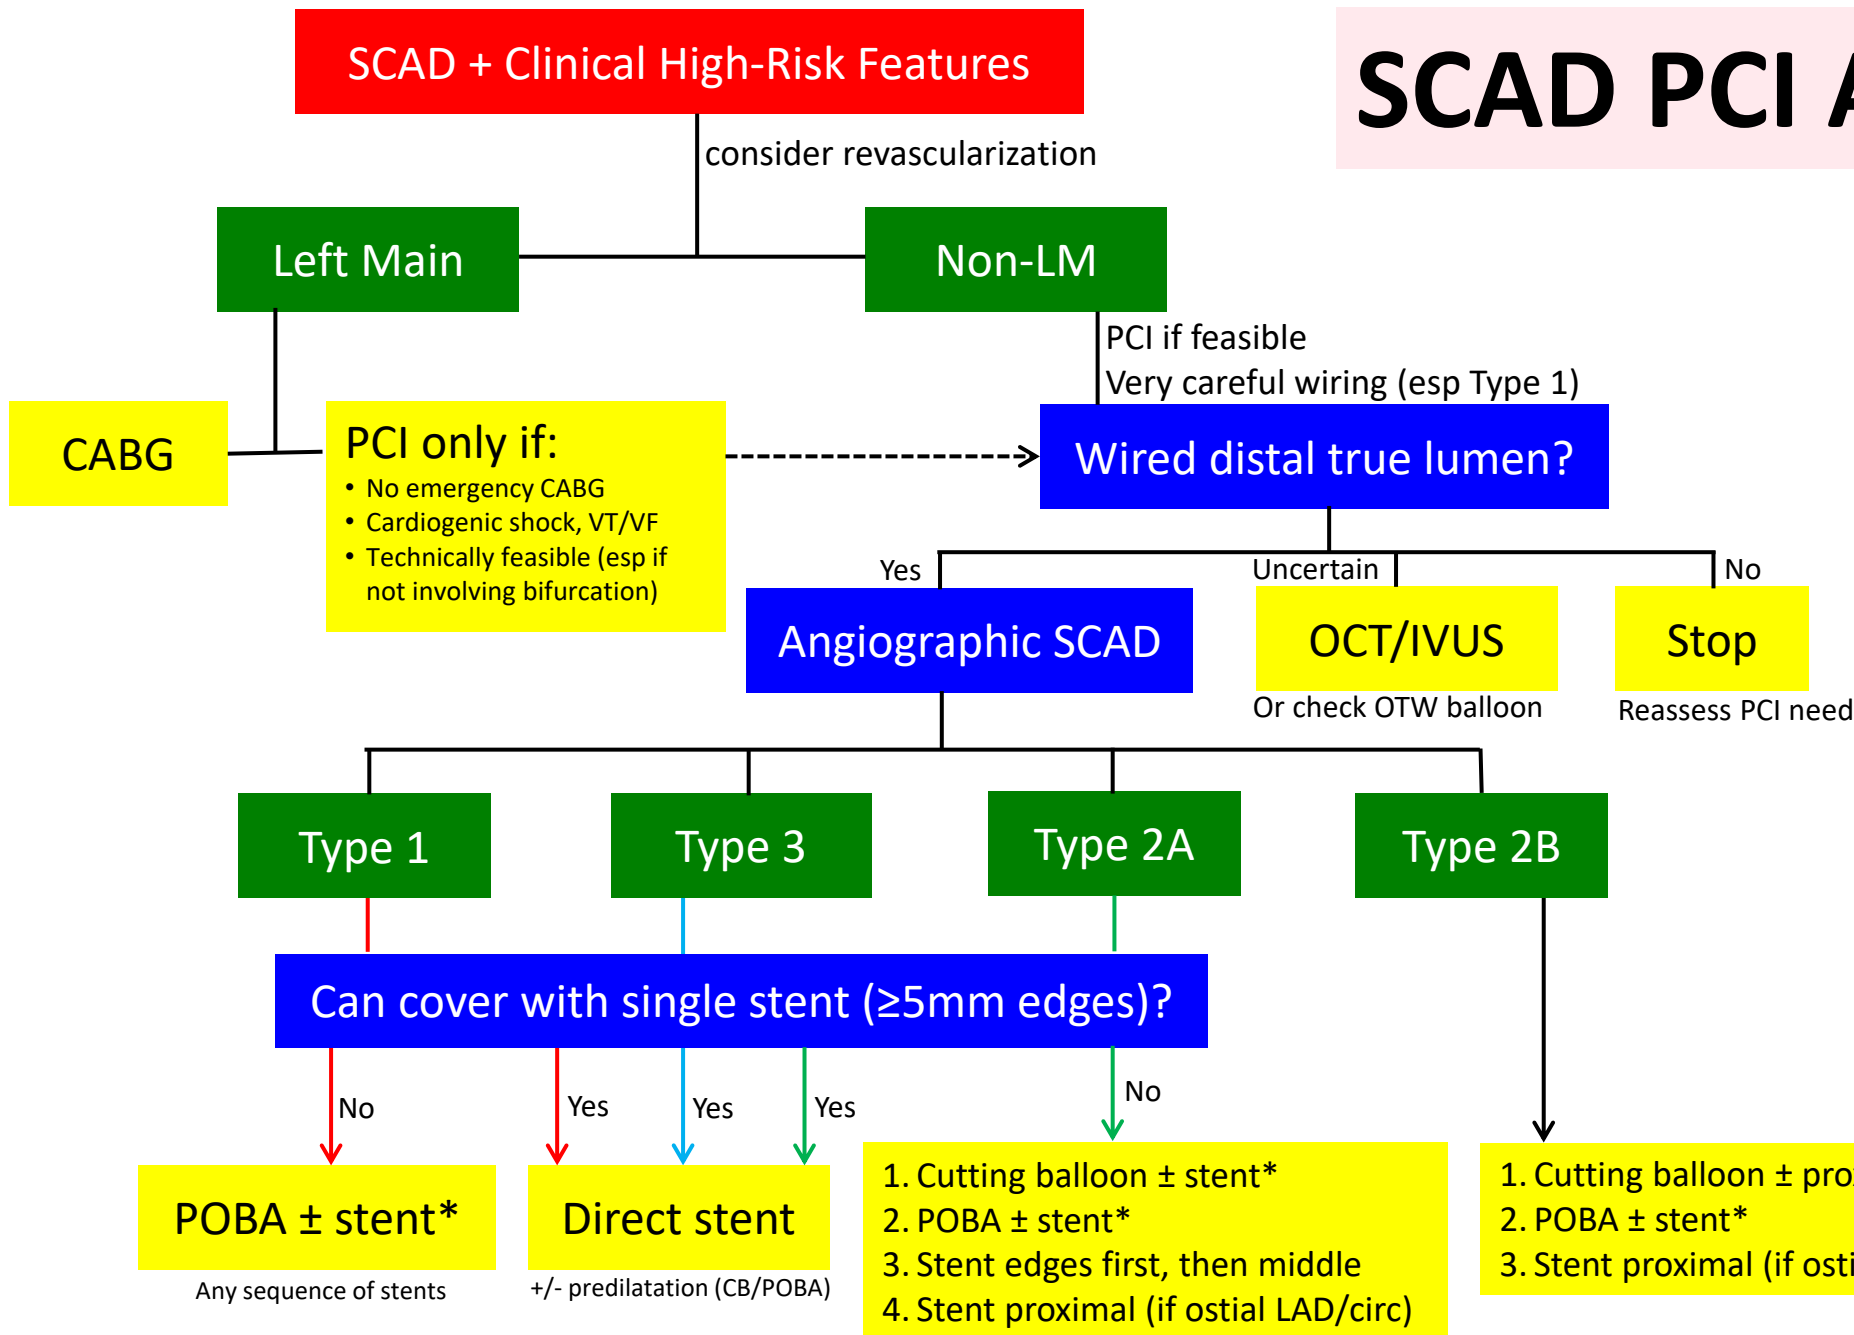 SCAD + Clinical High-Risk Features
SCAD PCI A
consider revascularization
Left Main
Non-LM
PCI if feasible
Very careful wiring (esp Type 1)
CABG
PCI only if:
• No emergency CABG
• Cardiogenic shock, VT/VF
• Technically feasible (esp if
not involving bifurcation)
Wired distal true lumen?
Yes
Uncertain
No
Angiographic SCAD
OCT/IVUS
Or check OTW balloon
Stop
Reassess PCI need
Type 1
Type 3
Type 2A
Type 2B
Can cover with single stent (≥5mm edges)?
No
Yes
Yes
Yes
No
POBA ± stent*
Any sequence of stents
Direct stent
+/- predilatation (CB/POBA)
1. Cutting balloon ± stent*
2. POBA ± stent*
3. Stent edges first, then middle
4. Stent proximal (if ostial LAD/circ)
1. Cutting balloon ±
2. POBA ± stent*
3. Stent proximal (if